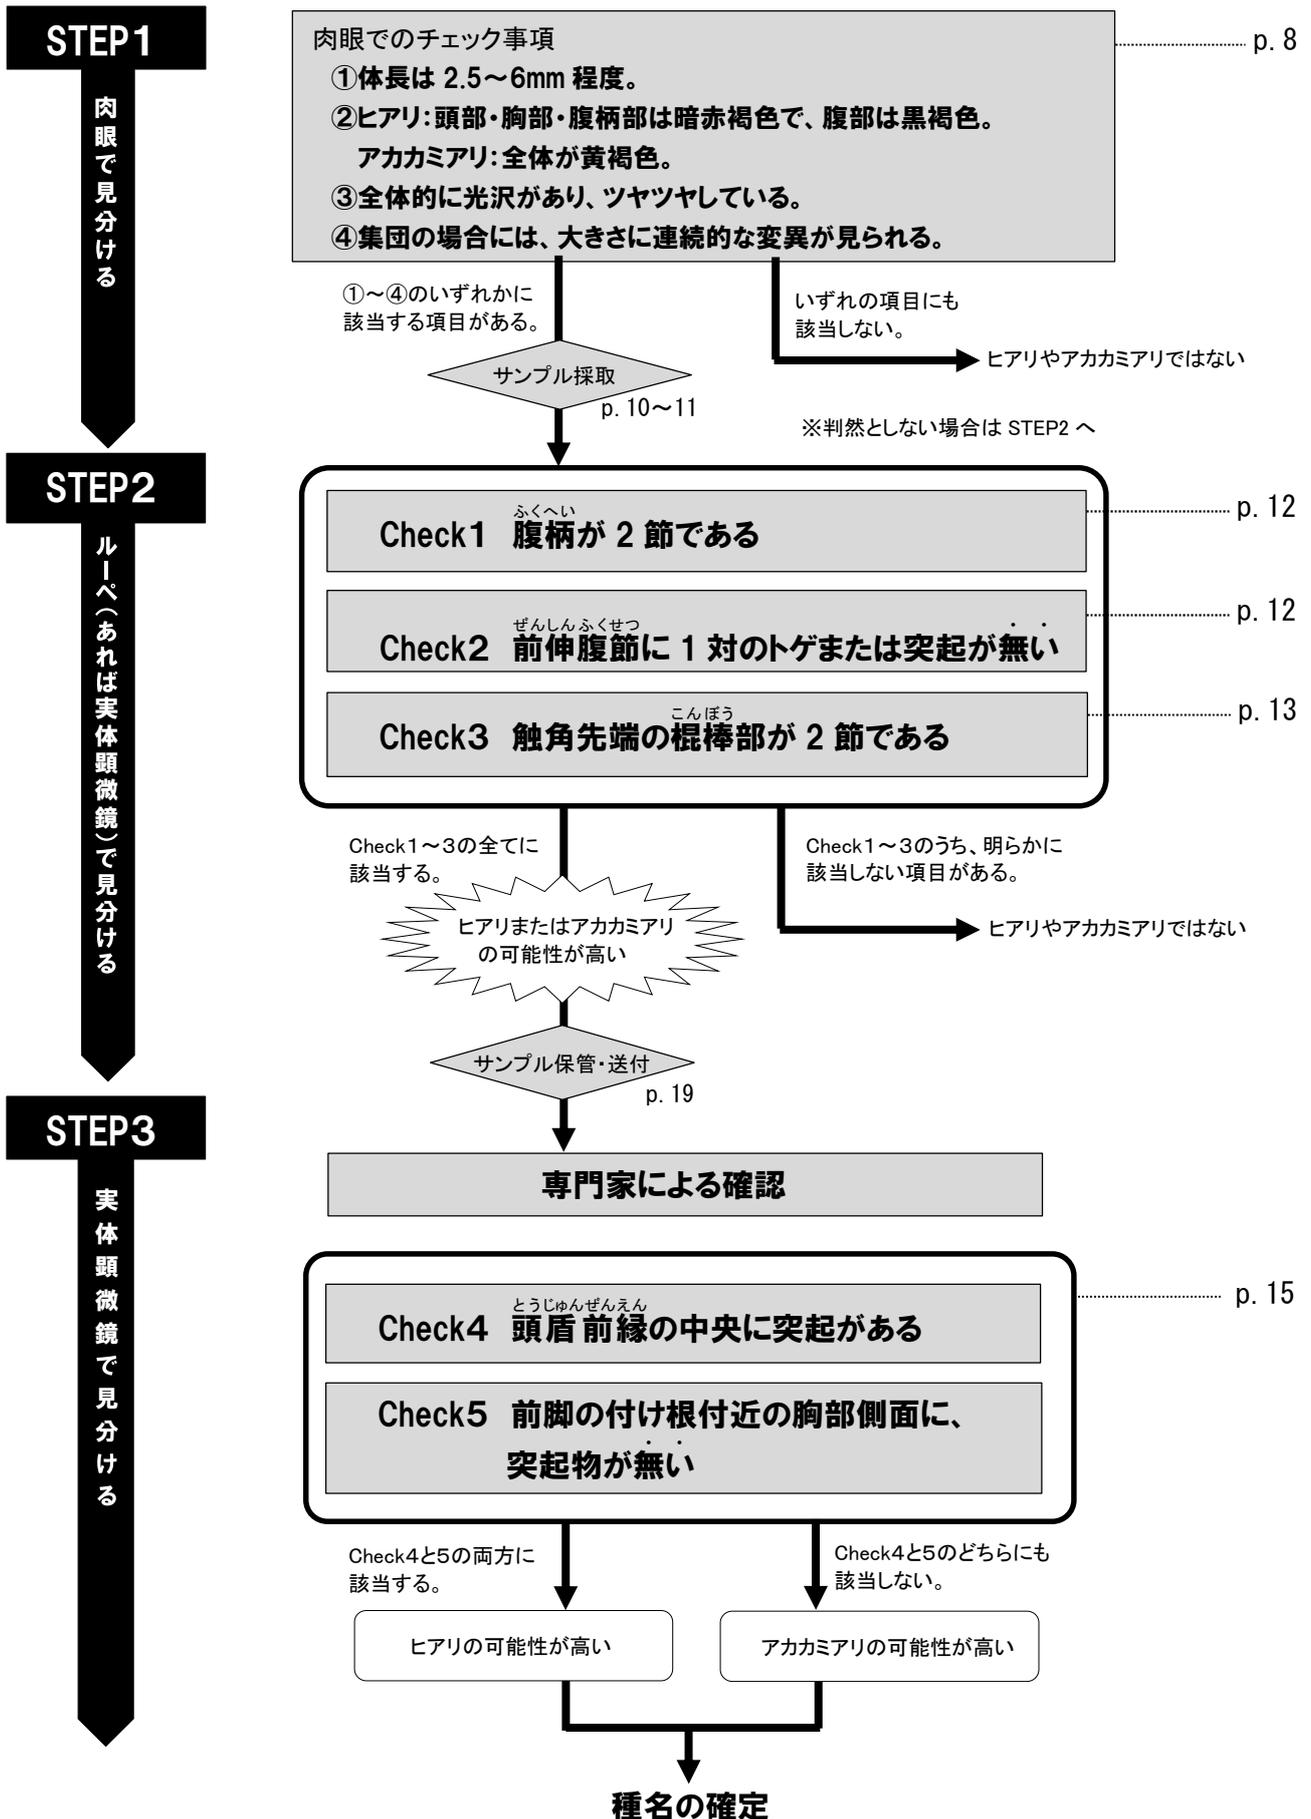 STEP1
肉眼で見分ける
肉眼でのチェック事項
p. 8
①体長は 2.5～6mm 程度。
②ヒアリ：頭部・胸部・腹柄部は暗赤褐色で、腹部は黒褐色。
アカカミアリ：全体が黄褐色。
③全体的に光沢があり、ツヤツヤしている。
④集団の場合には、大きさに連続的な変異が見られる。
①～④のいずれかに
該当する項目がある。
いずれの項目にも
該当しない。
ヒアリやアカカミアリではない
サンプル採取
p. 10～11
※判然としない場合は STEP2 へ
STEP2
ルーペ（あれば実体顕微鏡）で見分ける
ふくへい
Check1 腹柄が 2 節である
p. 12
ぜんしんふくせつ
Check2 前伸腹節に 1 対のトゲまたは突起が無い
p. 12
こんぼう
Check3 触角先端の棍棒部が 2 節である
p. 13
Check1～3の全てに
該当する。
Check1～3のうち、明らかに
該当しない項目がある。
ヒアリまたはアカカミアリ
の可能性が高い
ヒアリやアカカミアリではない
サンプル保管・送付
p. 19
STEP3
実体顕微鏡で見分ける
専門家による確認
とうじゅんぜんえん
Check4 頭盾前縁の中央に突起がある
p. 15
Check5 前脚の付け根付近の胸部側面に、
突起物が無い
Check4と5の両方に
該当する。
Check4と5のどちらにも
該当しない。
ヒアリの可能性が高い
アカカミアリの可能性が高い
種名の確定